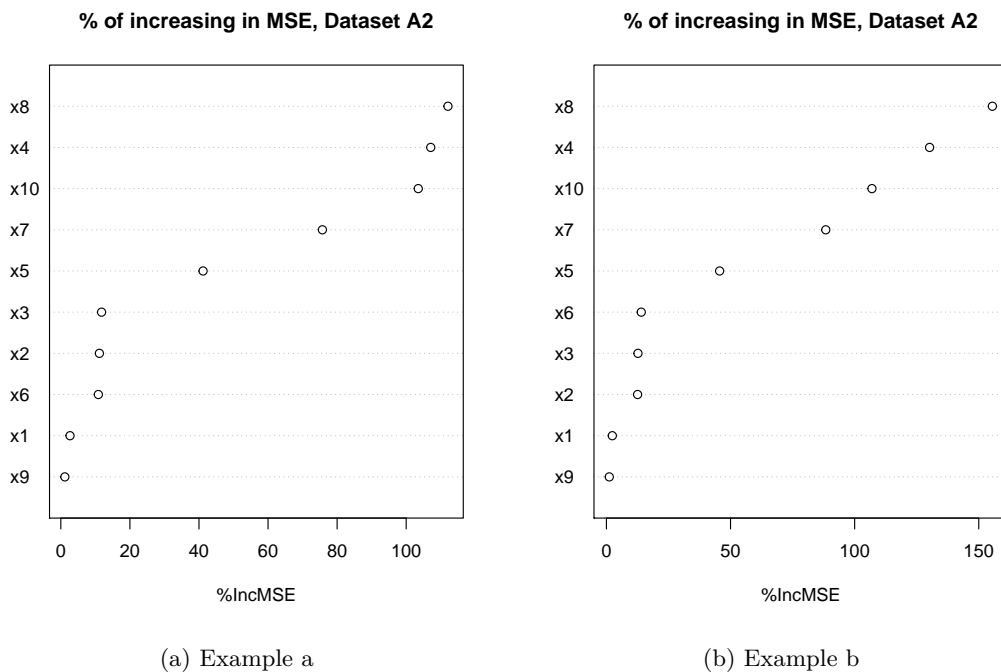 % of increasing in MSE, Dataset A2
x8
x4
x10
x7
x5
x3
x2
x6
x1
x9
0 20 40 60 80 100
%IncMSE
(a) Example a
% of increasing in MSE, Dataset A2
x8
x4
x10
x7
x5
x6
x3
x2
x1
x9
0 50 100 150
%IncMSE
(b) Example b